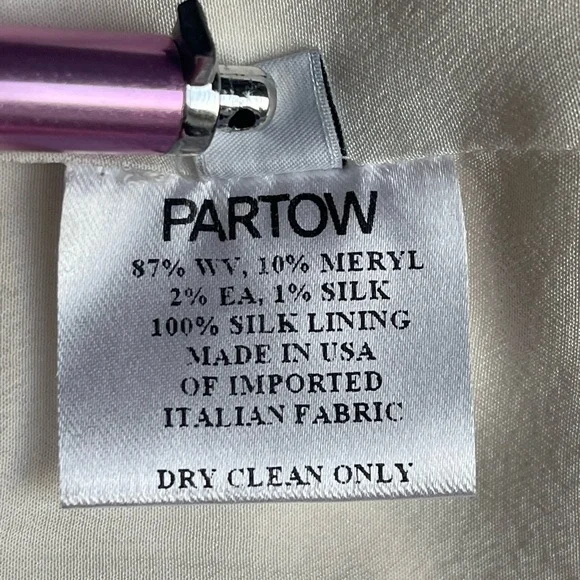 PARTOW
87% WV, 10% MERYL
2% EA, 1% SILK
100% SILK LINING
MADE IN USA
OF IMPORTED
ITALIAN FABRIC
DRY CLEAN ONLY